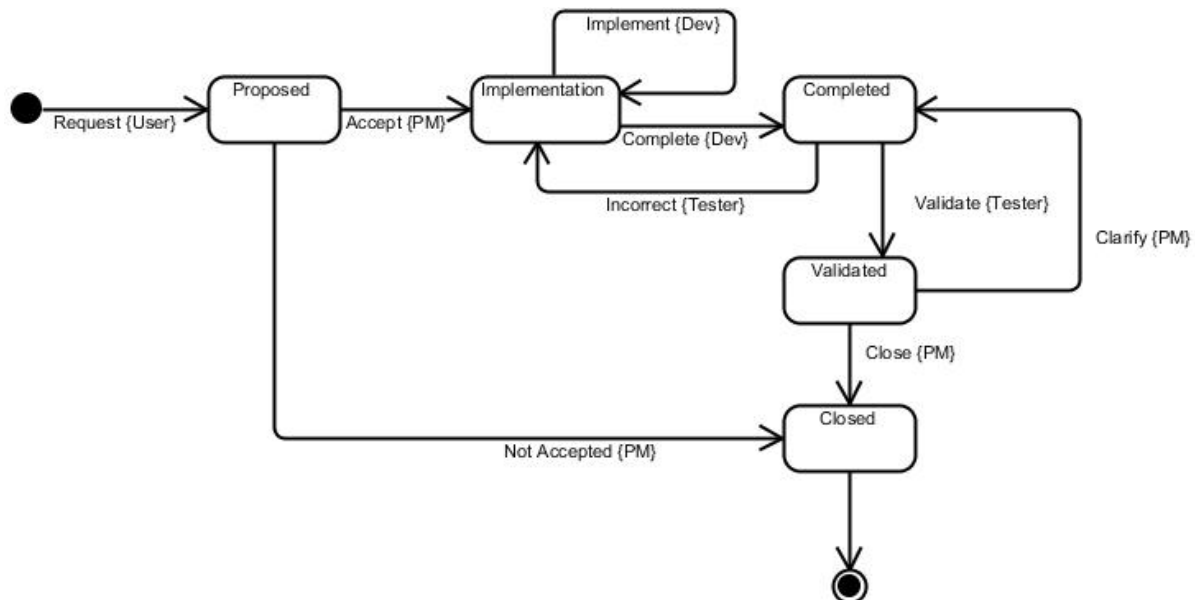 Implement {Dev}
Proposed
Implementation
Completed
Request {User}
Accept {PM}
Complete {Dev}
Incorrect {Tester}
Validate {Tester}
Clarify {PM}
Validated
Close {PM}
Closed
Not Accepted {PM}